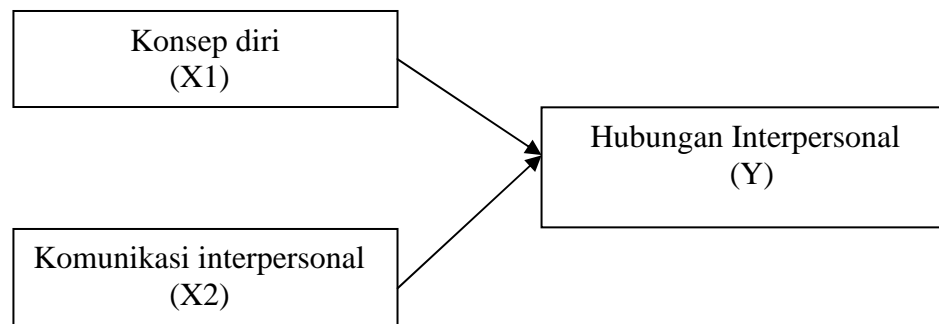 Konsep diri
(X1)
Hubungan Interpersonal
(Y)
Komunikasi interpersonal
(X2)